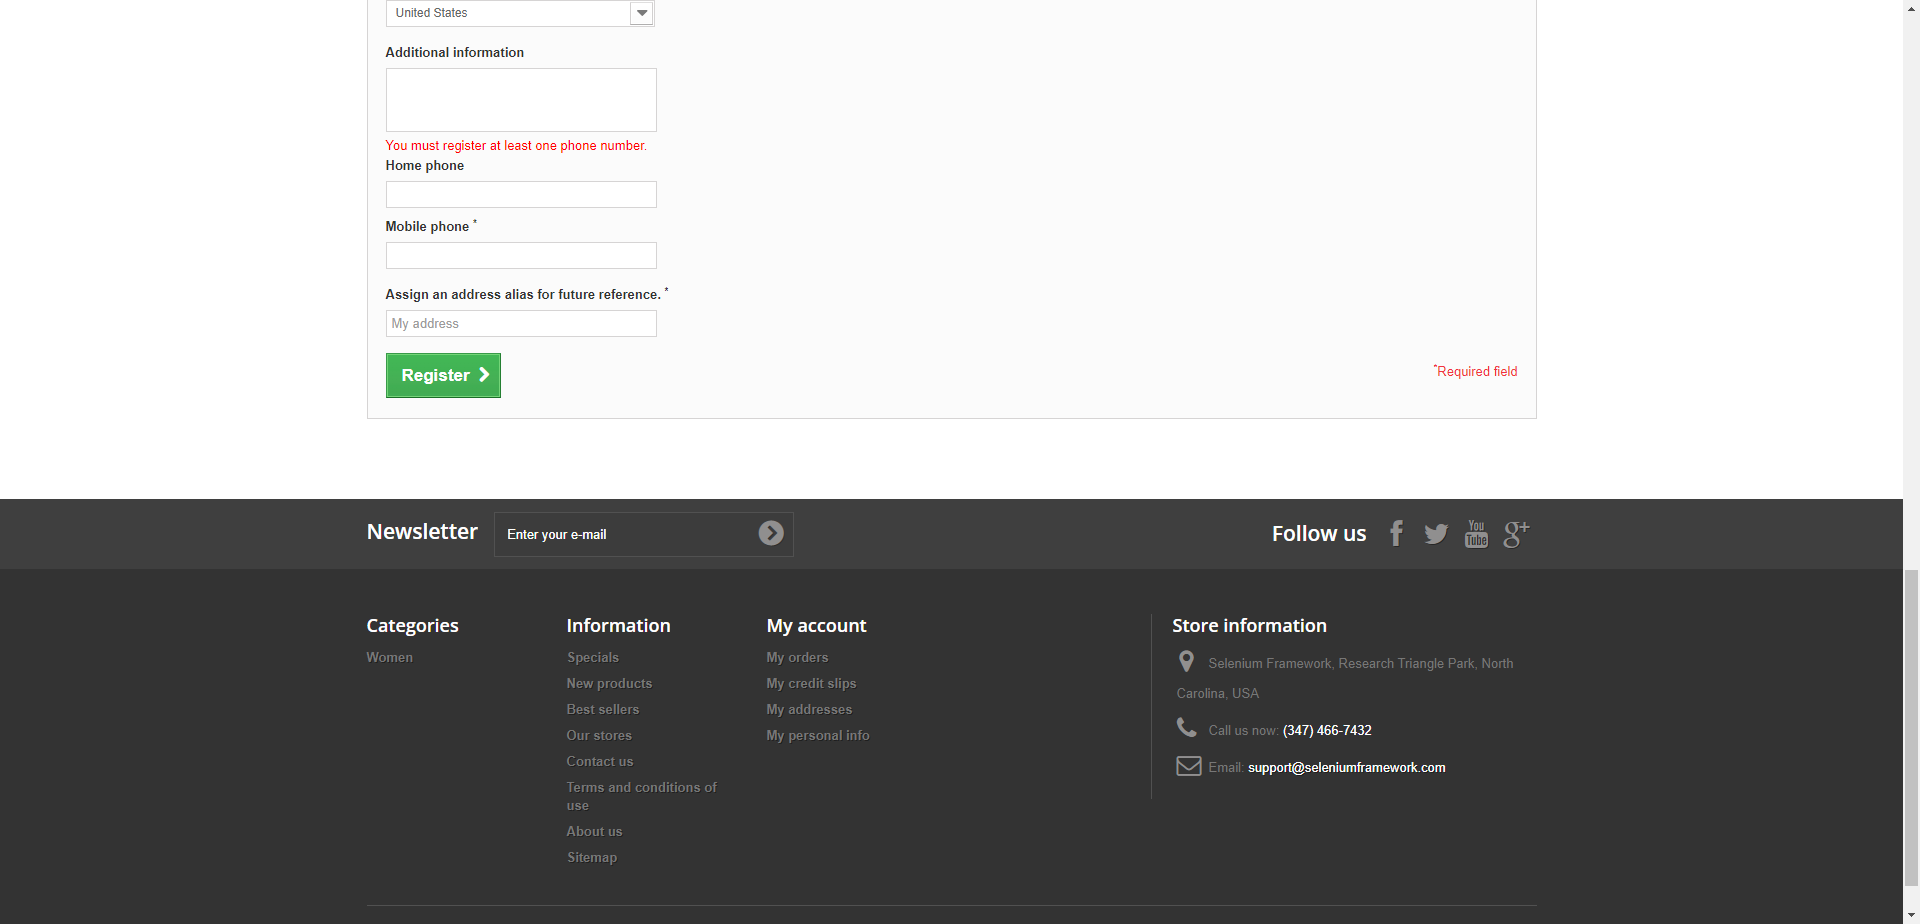 United States
Additional information
You must register at least one phone number.
Home phone
Mobile phone *
Assign an address alias for future reference. *
My address
Register
*Required field
Newsletter
Enter your e-mail
Follow us
You
Tube
g+
Categories
Women
Information
Specials
New products
Best sellers
Our stores
Contact us
Terms and conditions of
use
About us
Sitemap
My account
My orders
My credit slips
My addresses
My personal info
Store information
Selenium Framework, Research Triangle Park, North
Carolina, USA
Call us now: (347) 466-7432
Email: support@seleniumframework.com